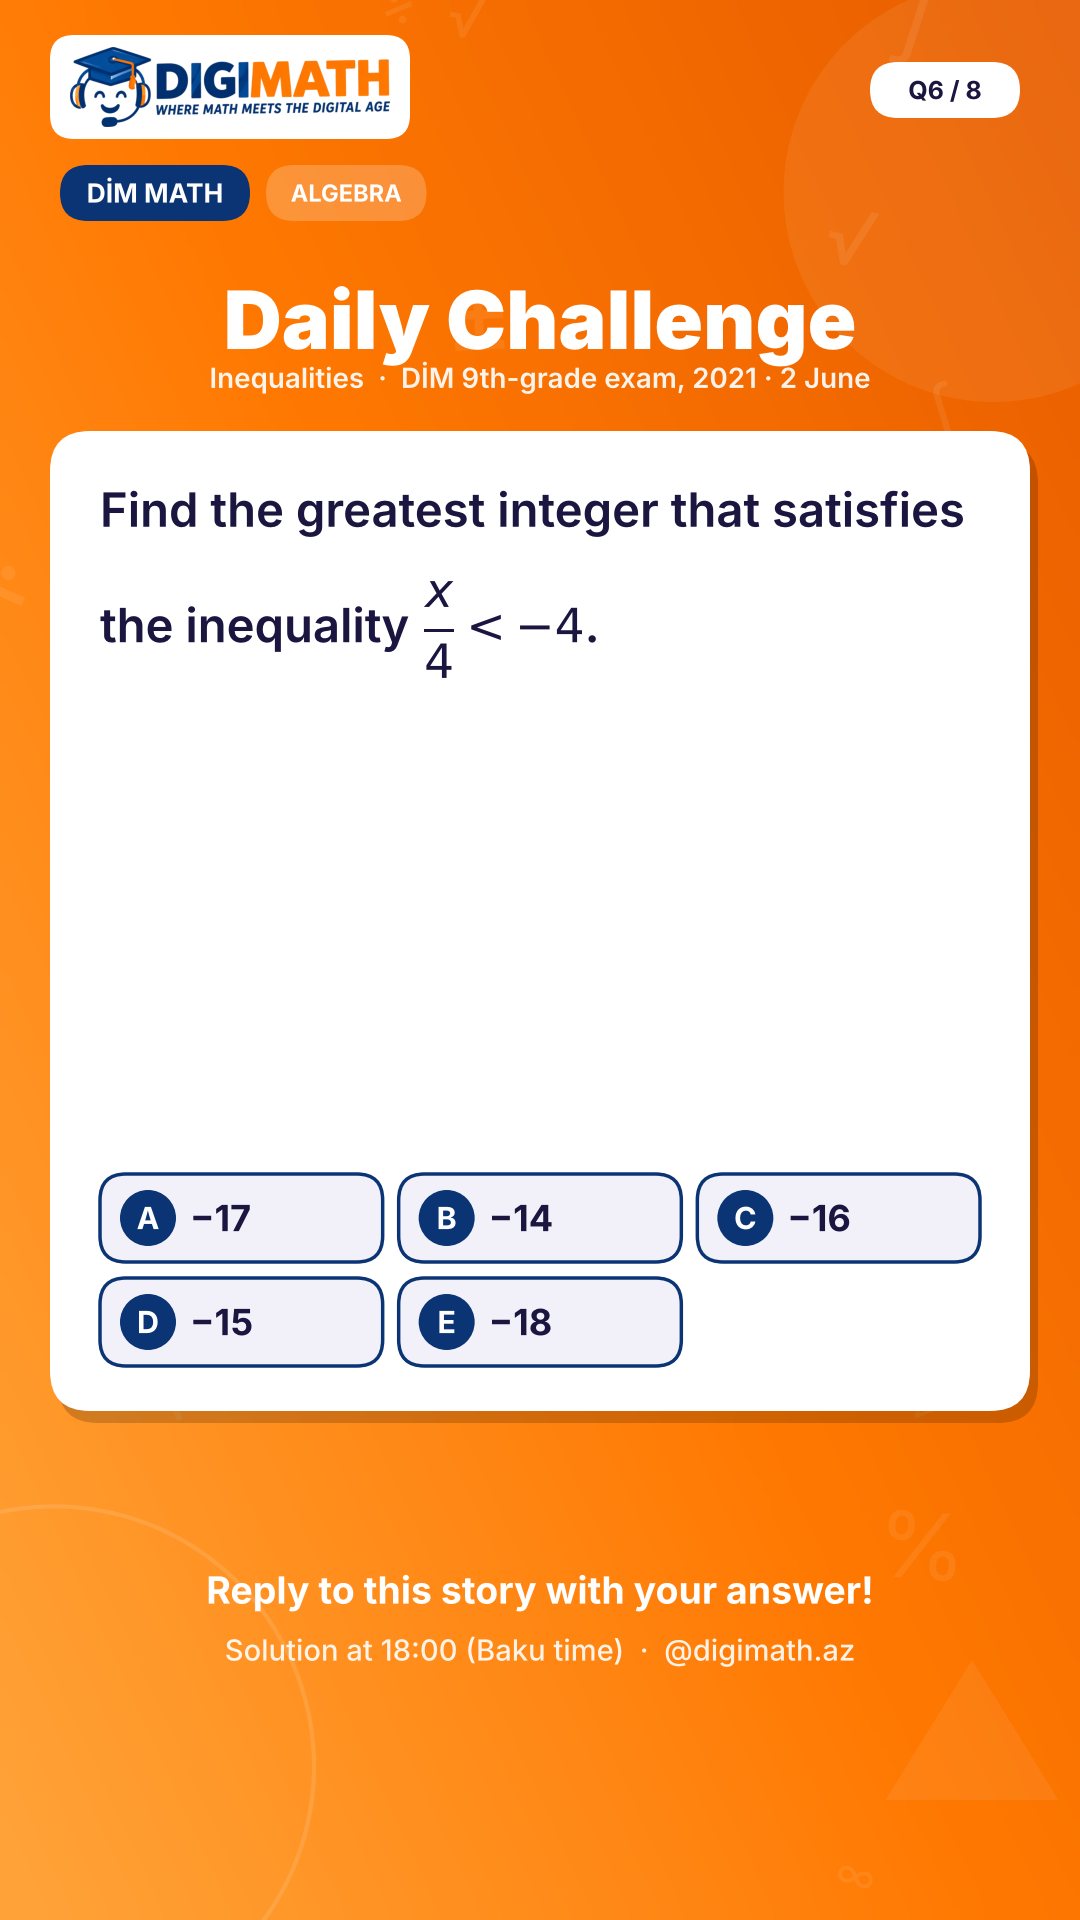 DIGIMATH
WHERE MATH MEETS THE DIGITAL AGE
Q6 / 8
DİM MATH
ALGEBRA
Daily Challenge
Inequalities · DİM 9th-grade exam, 2021 · 2 June
Find the greatest integer that satisfies
the inequality x/4 < −4.
A −17
B −14
C −16
D −15
E −18
Reply to this story with your answer!
Solution at 18:00 (Baku time) · @digimath.az